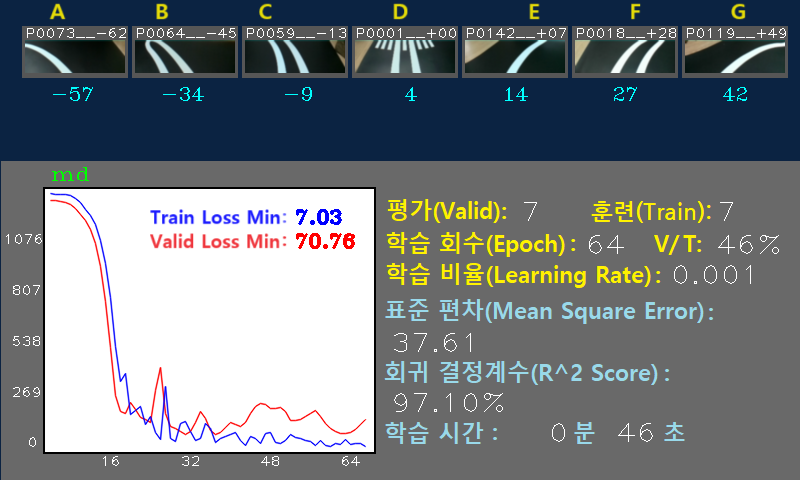 A B C D E F G
P0073__-62 P0064__-45 P0059__-13 P0001__+00 P0142__+07 P0018__+28 P0119__+49
-57 -34 -9 4 14 27 42
md
Train Loss Min: 7.03
Valid Loss Min: 70.76
1076
807
538
269
0
16 32 48 64
평가(Valid): 7 훈련(Train): 7
학습 회수(Epoch): 64 V/T: 46%
학습 비율(Learning Rate): 0.001
표준 편차(Mean Square Error):
37.61
회귀 결정계수(R^2 Score):
97.10%
학습 시간 : 0 분 46 초